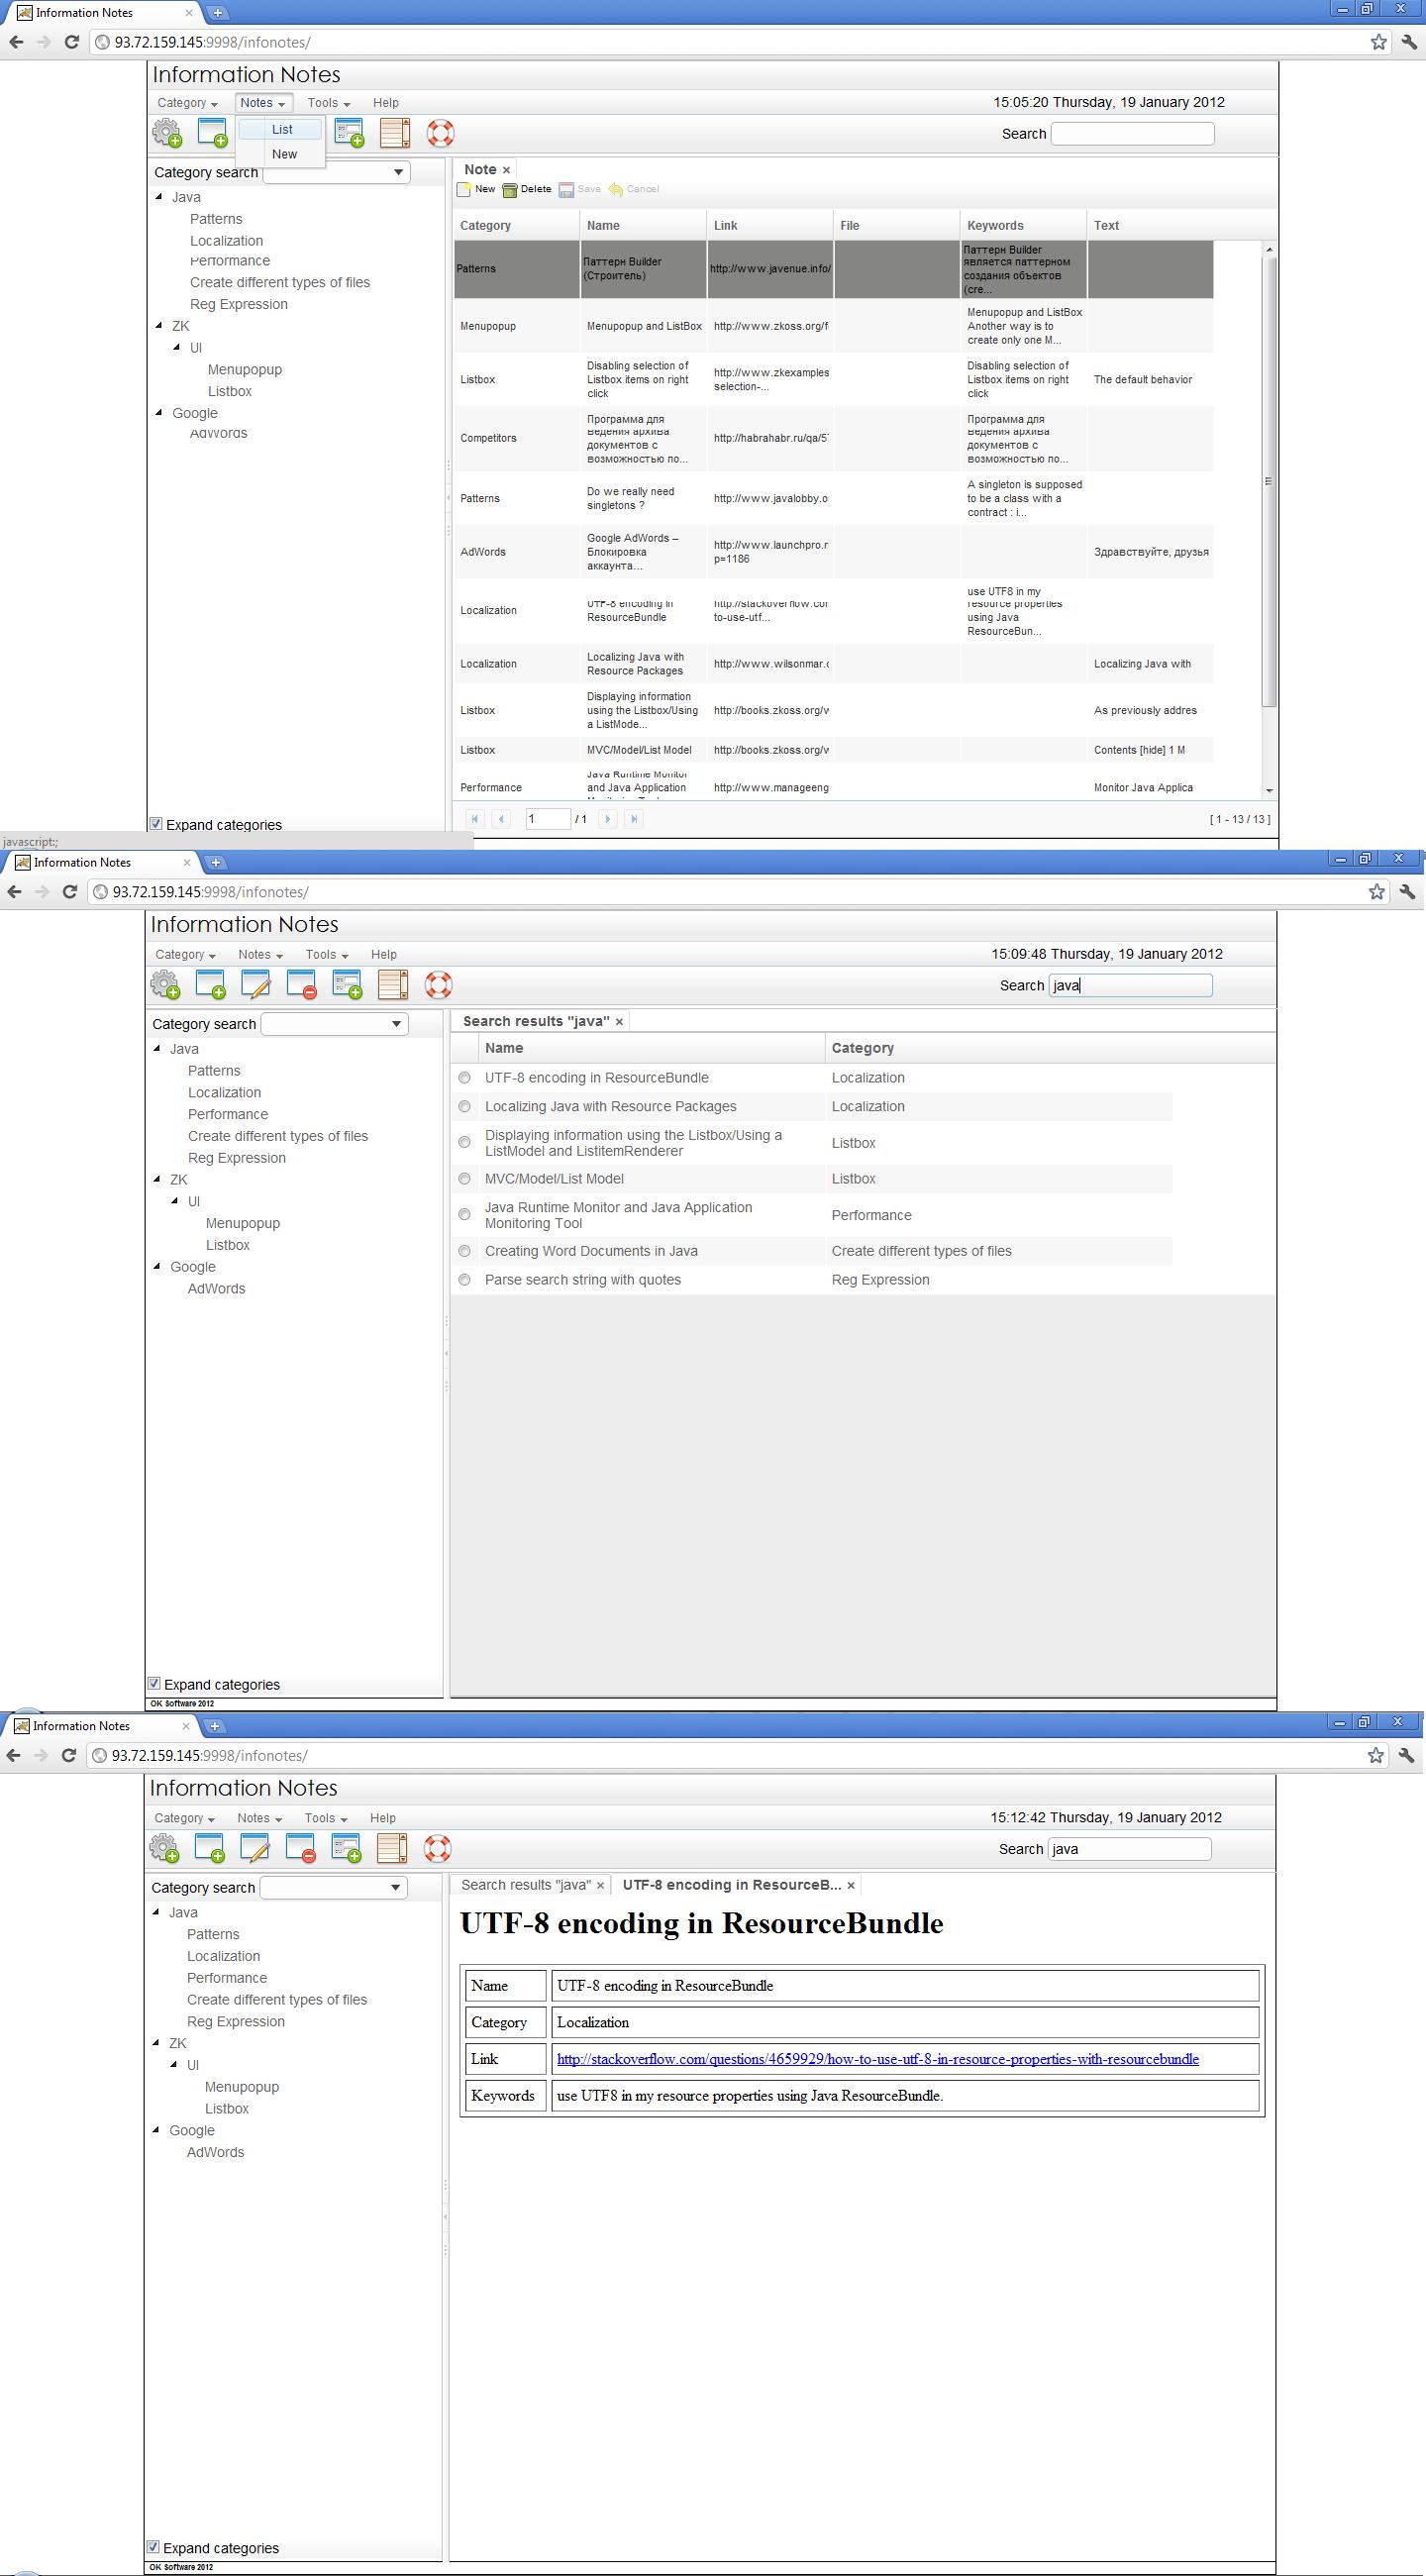 Information Notes
93.72.159.145:9998/infonotes/
Information Notes
Category Notes Tools Help 15:05:20 Thursday, 19 January 2012
List
New
Search
Category search
Java
Patterns
Localization
Performance
Create different types of files
Reg Expression
ZK
UI
Menupopup
Listbox
Google
AdWords
Expand categories
javascript:;
Note
New Delete Save Cancel
Category Name Link File Keywords Text
Patterns
Паттерн Builder
(Строитель)
http://www.javenue.info/
Паттерн Builder
является паттерном
создания объектов
(cre...
Menupopup
Menupopup and ListBox
http://www.zkoss.org/f
Menupopup and ListBox
Another way is to
create only one M...
Listbox
Disabling selection of
Listbox items on right
click
http://www.zkexamples
selection-...
Disabling selection of
Listbox items on right
click
The default behavior
Competitors
Программа для
ведения архива
документов с
возможностью по...
http://habrahabr.ru/qa/5
Программа для
ведения архива
документов с
возможностью по...
Patterns
Do we really need
singletons ?
http://www.javalobby.o
A singleton is supposed
to be a class with a
contract : i...
AdWords
Google AdWords –
Блокировка
аккаунта...
http://www.launchpro.r
p=1186
Здравствуйте, друзья
Localization
UTF-8 encoding in
ResourceBundle
http://stackoverflow.com
to-use-utf...
use UTF8 in my
resource properties
using Java
ResourceBun...
Localization
Localizing Java with
Resource Packages
http://www.wilsonmar.c
Localizing Java with
Listbox
Displaying information
using the Listbox/Using
a ListMode...
http://books.zkoss.org/w
As previously addres
Listbox
MVC/Model/List Model
http://books.zkoss.org/w
Contents [hide] 1 M
Performance
Java Runtime Monitor
and Java Application
http://www.manageeng
Monitor Java Applica
1 / 1 [ 1 - 13 / 13 ]
Information Notes
93.72.159.145:9998/infonotes/
Information Notes
Category Notes Tools Help 15:09:48 Thursday, 19 January 2012
Search java
Category search
Java
Patterns
Localization
Performance
Create different types of files
Reg Expression
ZK
UI
Menupopup
Listbox
Google
AdWords
Expand categories
OK Software 2012
Search results "java"
Name Category
UTF-8 encoding in ResourceBundle Localization
Localizing Java with Resource Packages Localization
Displaying information using the Listbox/Using a
ListModel and ListitemRenderer
Listbox
MVC/Model/List Model Listbox
Java Runtime Monitor and Java Application
Monitoring Tool
Performance
Creating Word Documents in Java Create different types of files
Parse search string with quotes Reg Expression
Information Notes
93.72.159.145:9998/infonotes/
Information Notes
Category Notes Tools Help 15:12:42 Thursday, 19 January 2012
Search java
Category search
Java
Patterns
Localization
Performance
Create different types of files
Reg Expression
ZK
UI
Menupopup
Listbox
Google
AdWords
Expand categories
OK Software 2012
Search results "java" UTF-8 encoding in ResourceB...
UTF-8 encoding in ResourceBundle
Name UTF-8 encoding in ResourceBundle
Category Localization
Link http://stackoverflow.com/questions/4659929/how-to-use-utf-8-in-resource-properties-with-resourcebundle
Keywords use UTF8 in my resource properties using Java ResourceBundle.